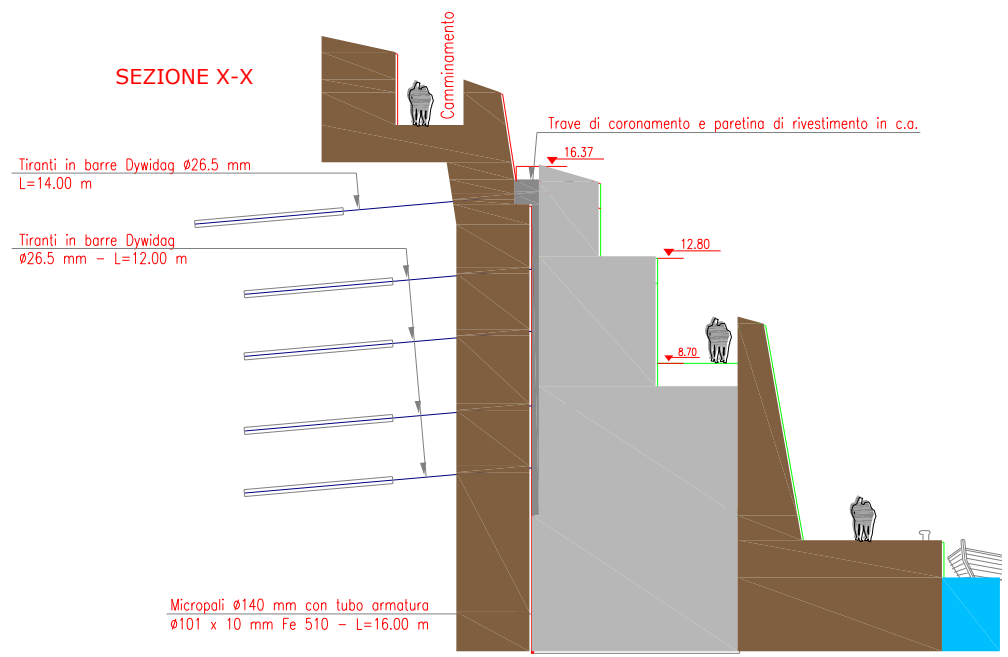 SEZIONE X-X
Camminamento
Trave di coronamento e paretina di rivestimento in c.a.
16.37
Tiranti in barre Dywidag Ø26.5 mm
L=14.00 m
Tiranti in barre Dywidag
Ø26.5 mm - L=12.00 m
12.80
8.70
Micropali Ø140 mm con tubo armatura
Ø101 x 10 mm Fe 510 - L=16.00 m